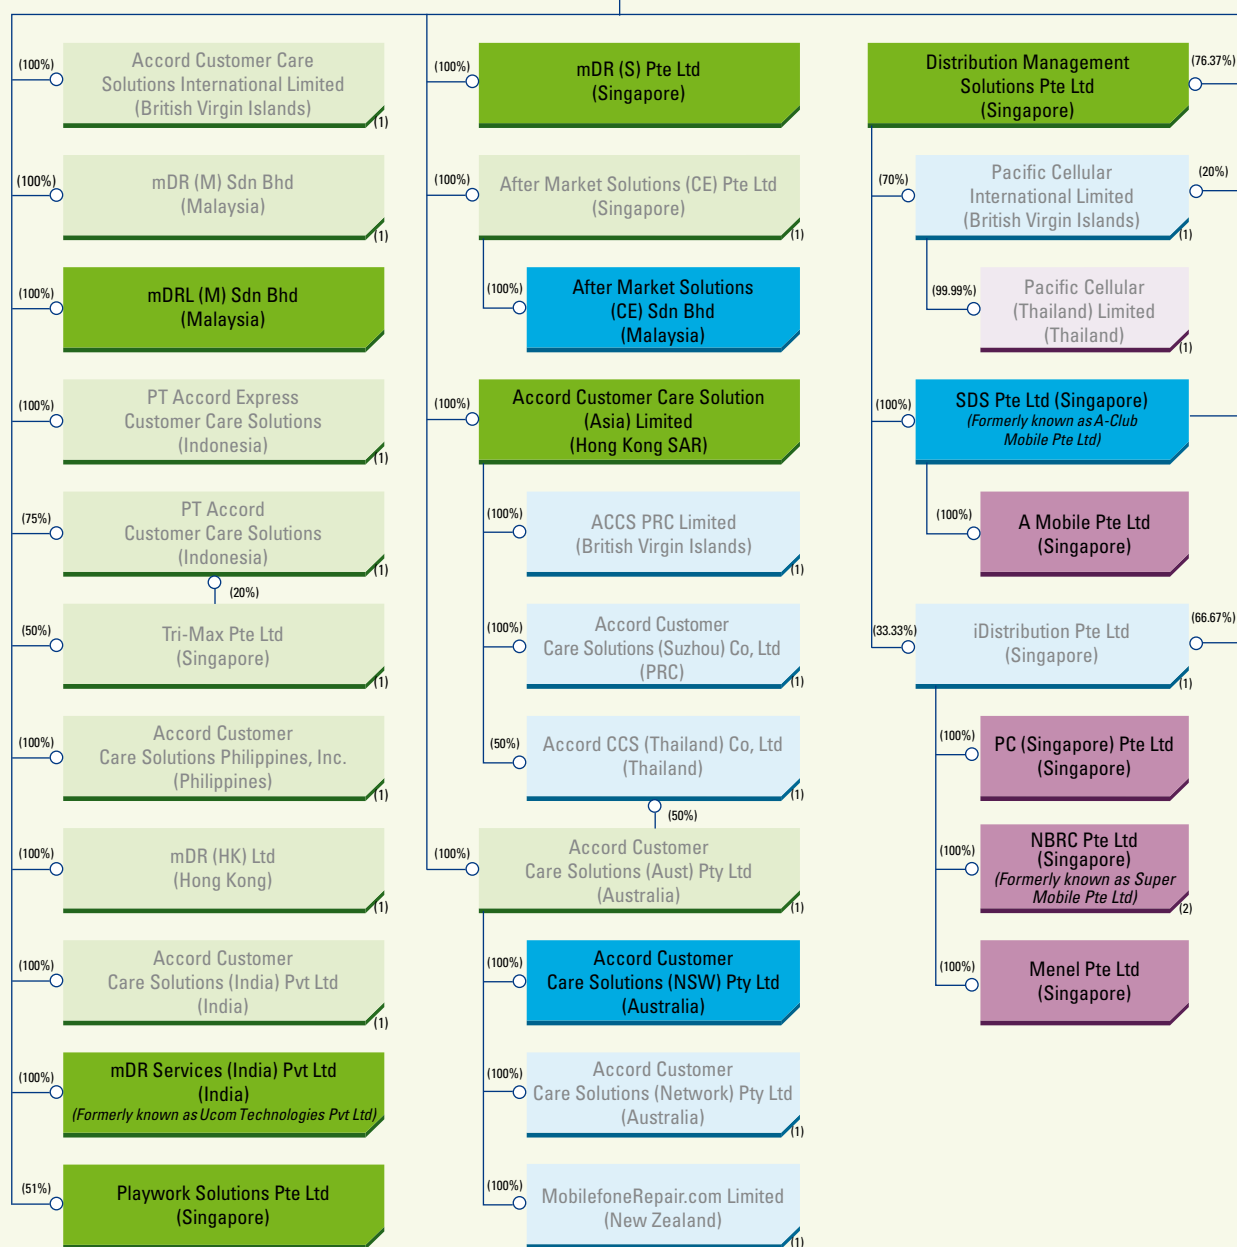 (100%)
Accord Customer Care
Solutions International Limited
(British Virgin Islands)
(1)
(100%)
mDR (M) Sdn Bhd
(Malaysia)
(1)
(100%)
mDRL (M) Sdn Bhd
(Malaysia)
(100%)
PT Accord Express
Customer Care Solutions
(Indonesia)
(1)
(75%)
PT Accord
Customer Care Solutions
(Indonesia)
(1)
(20%)
(50%)
Tri-Max Pte Ltd
(Singapore)
(1)
(100%)
Accord Customer
Care Solutions Philippines, Inc.
(Philippines)
(1)
(100%)
mDR (HK) Ltd
(Hong Kong)
(1)
(100%)
Accord Customer
Care Solutions (India) Pvt Ltd
(India)
(1)
(100%)
mDR Services (India) Pvt Ltd
(India)
(Formerly known as Ucom Technologies Pvt Ltd)
(51%)
Playwork Solutions Pte Ltd
(Singapore)
(100%)
mDR (S) Pte Ltd
(Singapore)
(100%)
After Market Solutions (CE) Pte Ltd
(Singapore)
(1)
(100%)
After Market Solutions
(CE) Sdn Bhd
(Malaysia)
(100%)
Accord Customer Care Solution
(Asia) Limited
(Hong Kong SAR)
(100%)
ACCS PRC Limited
(British Virgin Islands)
(1)
(100%)
Accord Customer
Care Solutions (Suzhou) Co, Ltd
(PRC)
(1)
(50%)
Accord CCS (Thailand) Co, Ltd
(Thailand)
(1)
(50%)
(100%)
Accord Customer
Care Solutions (Aust) Pty Ltd
(Australia)
(1)
(100%)
Accord Customer
Care Solutions (NSW) Pty Ltd
(Australia)
(100%)
Accord Customer
Care Solutions (Network) Pty Ltd
(Australia)
(1)
(100%)
MobilefoneRepair.com Limited
(New Zealand)
(1)
Distribution Management
Solutions Pte Ltd
(Singapore)
(76.37%)
(70%)
Pacific Cellular
International Limited
(British Virgin Islands)
(20%)
(1)
(99.99%)
Pacific Cellular
(Thailand) Limited
(Thailand)
(1)
(100%)
SDS Pte Ltd (Singapore)
(Formerly known as A-Club
Mobile Pte Ltd)
(100%)
A Mobile Pte Ltd
(Singapore)
(33.33%)
iDistribution Pte Ltd
(Singapore)
(66.67%)
(1)
(100%)
PC (Singapore) Pte Ltd
(Singapore)
(100%)
NBRC Pte Ltd
(Singapore)
(Formerly known as Super
Mobile Pte Ltd)
(2)
(100%)
Menel Pte Ltd
(Singapore)